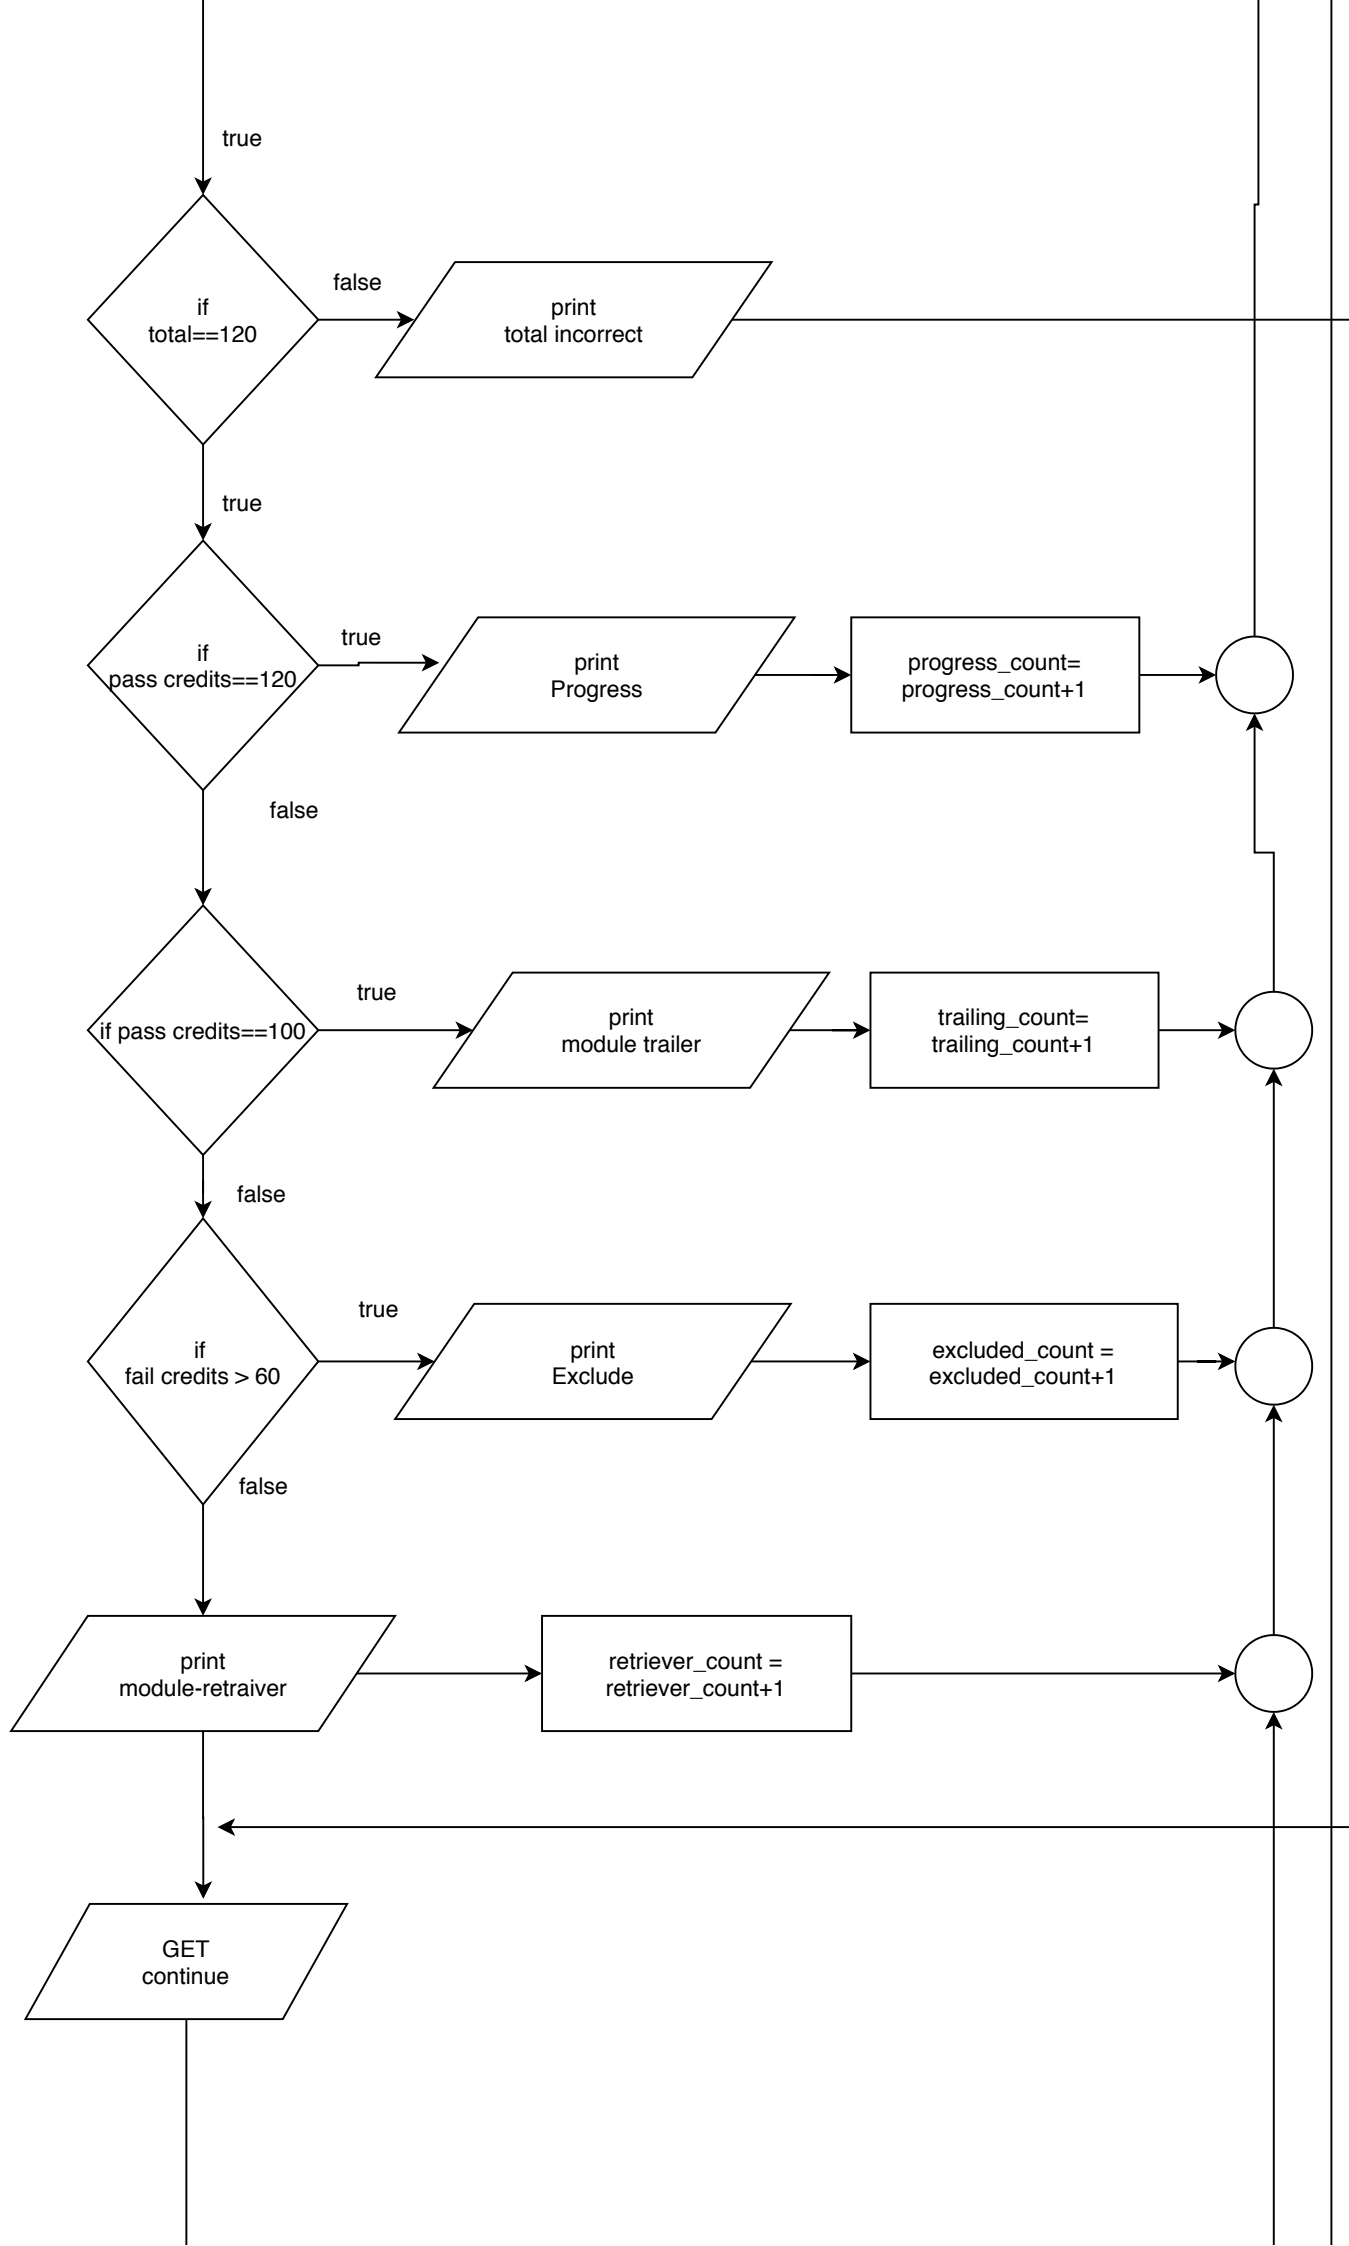 true
if
total==120
false
print
total incorrect
true
if
pass credits==120
true
print
Progress
progress_count=
progress_count+1
false
if pass credits==100
true
print
module trailer
trailing_count=
trailing_count+1
false
if
fail credits > 60
true
print
Exclude
excluded_count =
excluded_count+1
false
print
module-retraiver
retriever_count =
retriever_count+1
GET
continue